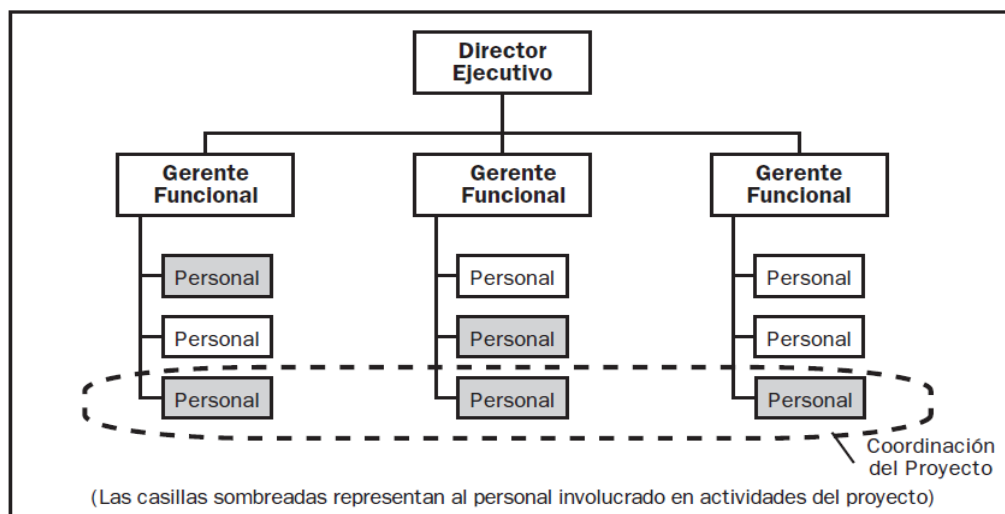 Director
Ejecutivo
Gerente
Funcional
Gerente
Funcional
Gerente
Funcional
Personal
Personal
Personal
Personal
Personal
Personal
Personal
Personal
Personal
Coordinación
del Proyecto
(Las casillas sombreadas representan al personal involucrado en actividades del proyecto)